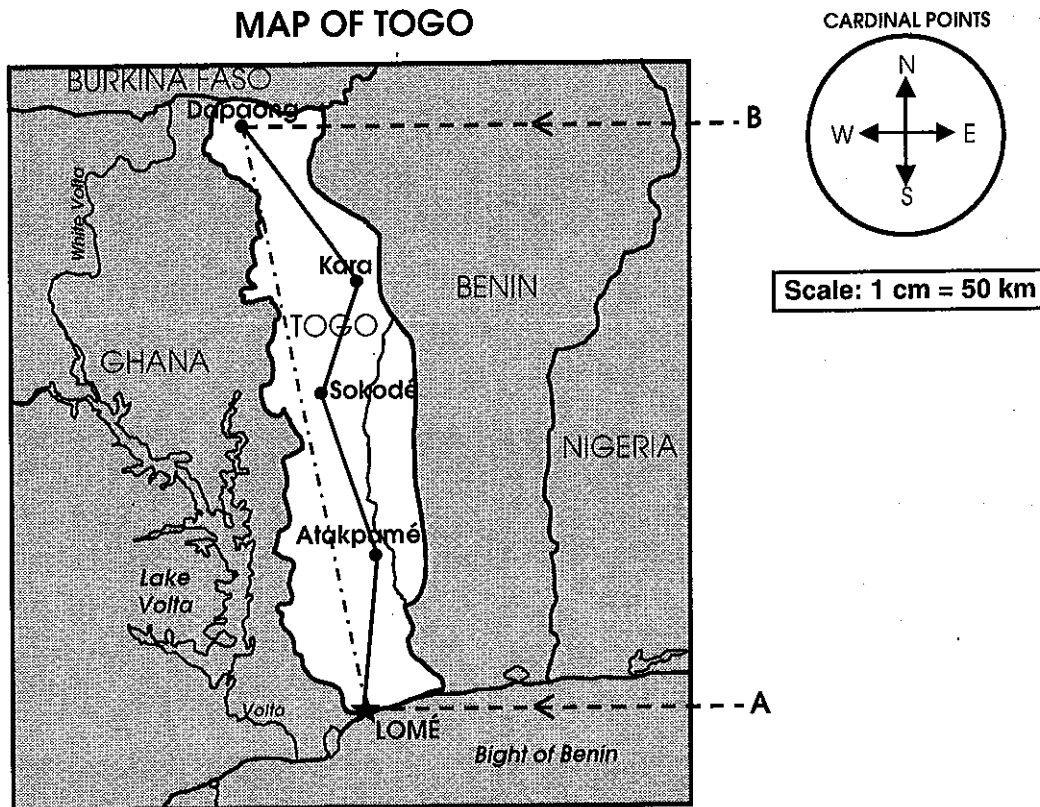 MAP OF TOGO
CARDINAL POINTS
N
W
E
S
Scale: 1 cm = 50 km
BURKINA FASO
Dapaong
B
White Volta
Kara
BENIN
TOGO
GHANA
Sokodé
NIGERIA
Atakpamé
Lake
Volta
Volta
LOMÉ
A
Bight of Benin